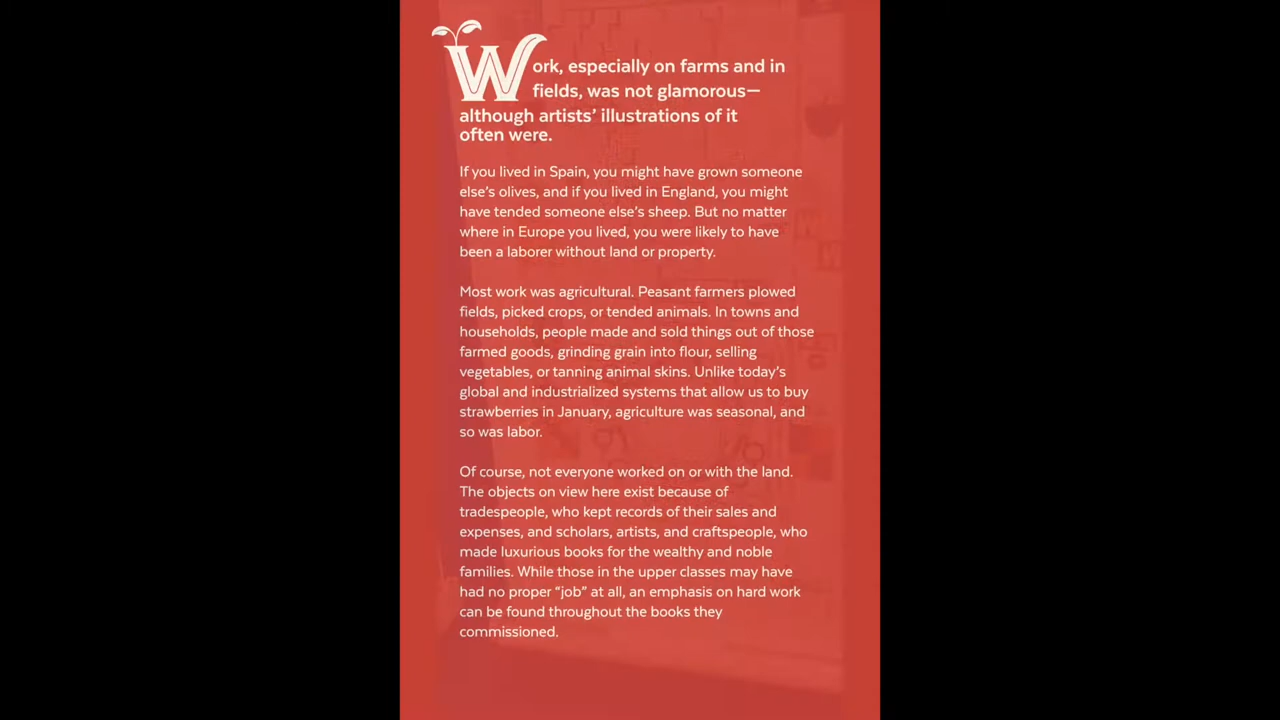 Work, especially on farms and in
fields, was not glamorous—
although artists’ illustrations of it
often were.
If you lived in Spain, you might have grown someone
else’s olives, and if you lived in England, you might
have tended someone else’s sheep. But no matter
where in Europe you lived, you were likely to have
been a laborer without land or property.
Most work was agricultural. Peasant farmers plowed
fields, picked crops, or tended animals. In towns and
households, people made and sold things out of those
farmed goods, grinding grain into flour, selling
vegetables, or tanning animal skins. Unlike today’s
global and industrialized systems that allow us to buy
strawberries in January, agriculture was seasonal, and
so was labor.
Of course, not everyone worked on or with the land.
The objects on view here exist because of
tradespeople, who kept records of their sales and
expenses, and scholars, artists, and craftspeople, who
made luxurious books for the wealthy and noble
families. While those in the upper classes may have
had no proper “job” at all, an emphasis on hard work
can be found throughout the books they
commissioned.